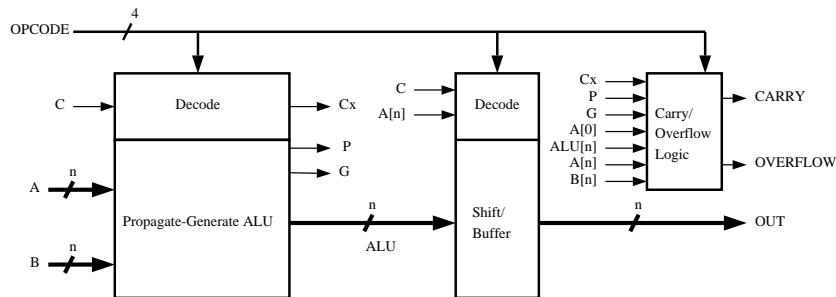 4
OPCODE
C
Decode
Cx
P
G
n
A
Propagate-Generate ALU
n
B
n
ALU
C
A[n]
Decode
Shift/
Buffer
n
OUT
Cx
P
G
A[0]
ALU[n]
A[n]
B[n]
Carry/
Overflow
Logic
CARRY
OVERFLOW